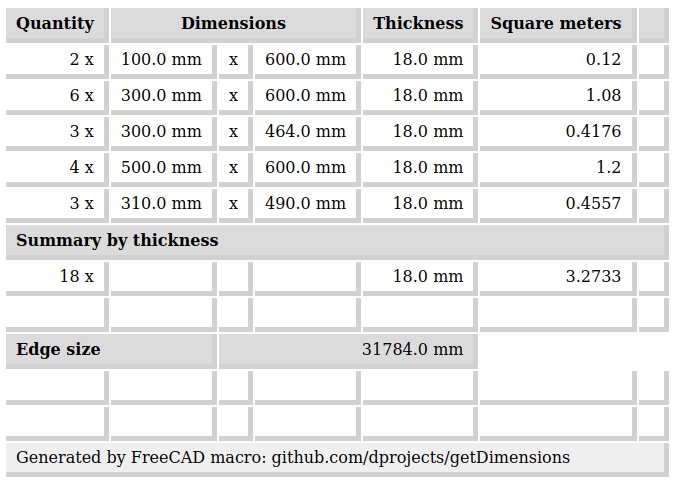 Quantity Dimensions Thickness Square meters
2 x 100.0 mm x 600.0 mm 18.0 mm 0.12
6 x 300.0 mm x 600.0 mm 18.0 mm 1.08
3 x 300.0 mm x 464.0 mm 18.0 mm 0.4176
4 x 500.0 mm x 600.0 mm 18.0 mm 1.2
3 x 310.0 mm x 490.0 mm 18.0 mm 0.4557
Summary by thickness
18 x 18.0 mm 3.2733
Edge size 31784.0 mm
Generated by FreeCAD macro: github.com/dprojects/getDimensions